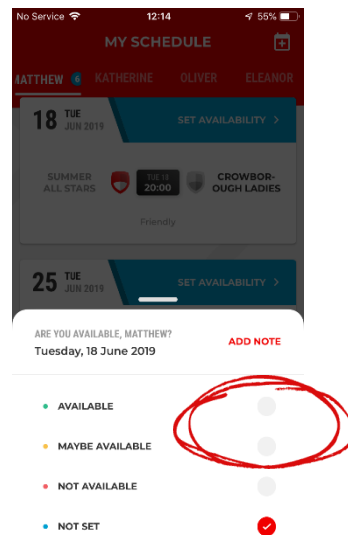 No Service 12:14 55%
MY SCHEDULE
MATTHEW 6 KATHERINE OLIVER ELEANOR
18 TUE JUN 2019 SET AVAILABILITY >
SUMMER ALL STARS TUE 18 20:00 CROWBOR-
OUGH LADIES
Friendly
25 TUE JUN 2019 SET AVAILABILITY >
ARE YOU AVAILABLE, MATTHEW?
Tuesday, 18 June 2019 ADD NOTE
AVAILABLE
MAYBE AVAILABLE
NOT AVAILABLE
NOT SET